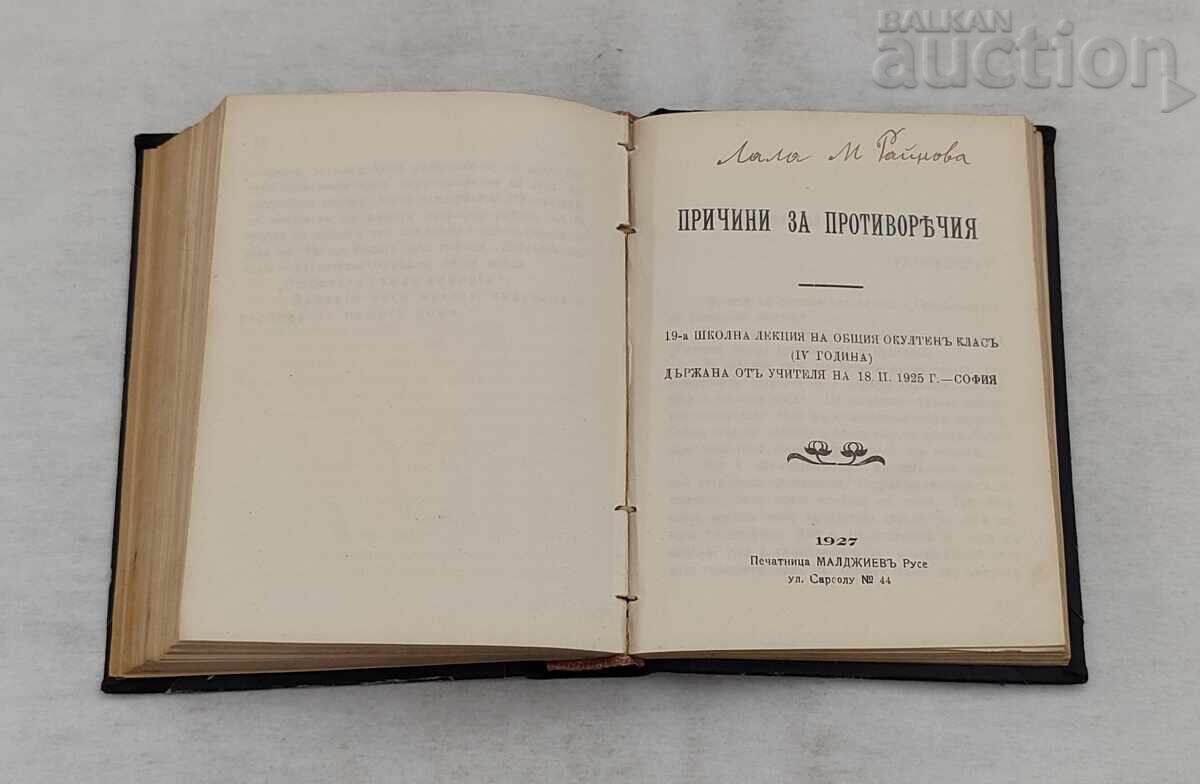 BALKAN
auction
Лала М Райнова
ПРИЧИНИ ЗА ПРОТИВОРѢЧИЯ
19-а ШКОЛНА ЛЕКЦИЯ НА ОБЩИЯ ОКУЛТЕНЪ КЛАСЪ
(IV ГОДИНА)
ДЪРЖАНА ОТЪ УЧИТЕЛЯ НА 18. II. 1925 Г.—СОФИЯ
1927
Печатница МАЛДЖИЕВЪ Русе
ул. Сарсолу № 44